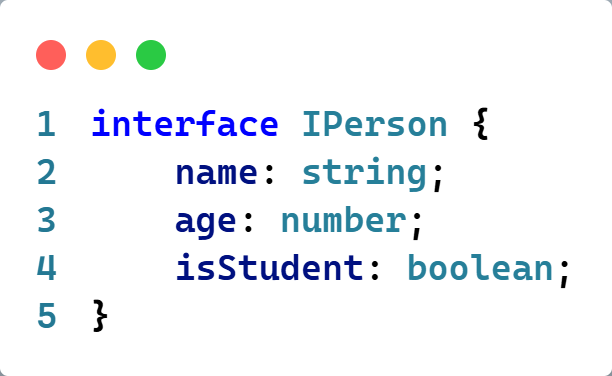 1 interface IPerson {
2     name: string;
3     age: number;
4     isStudent: boolean;
5 }